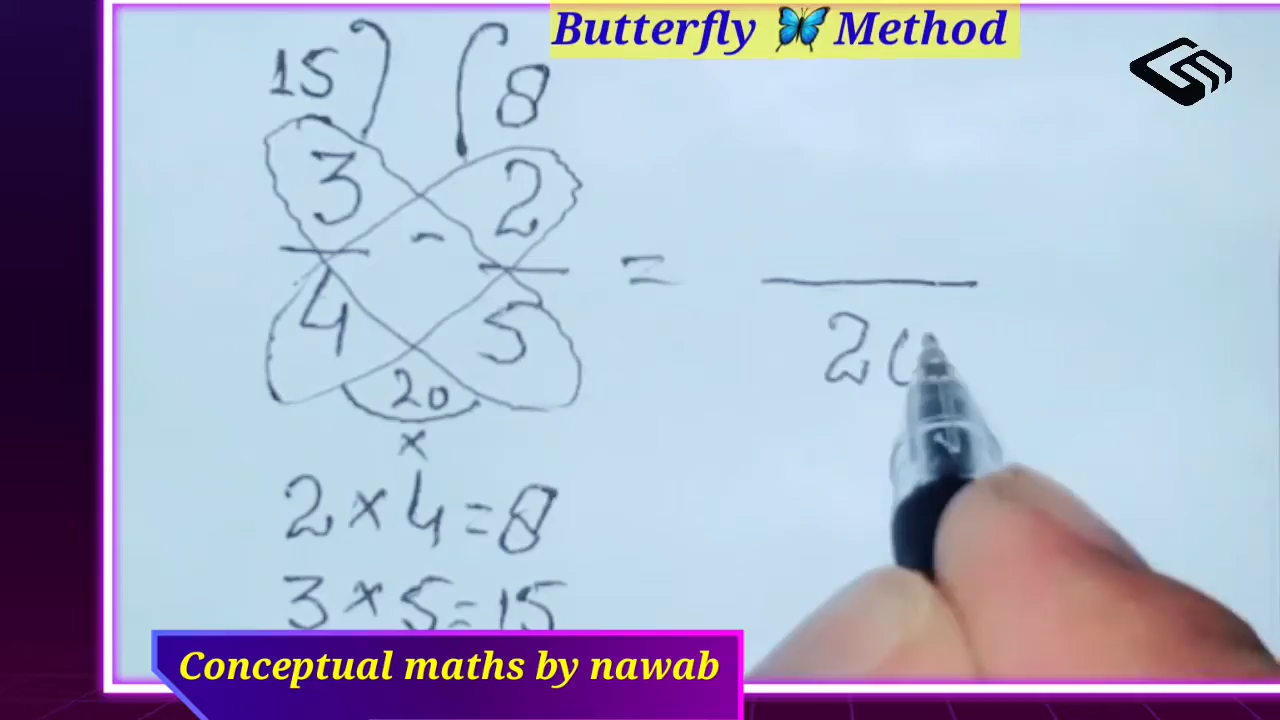 Butterfly 🦋 Method
15 8
3 - 2 =
4 5 20
20
×
2 × 4 = 8
3 × 5 = 15
Conceptual maths by nawab